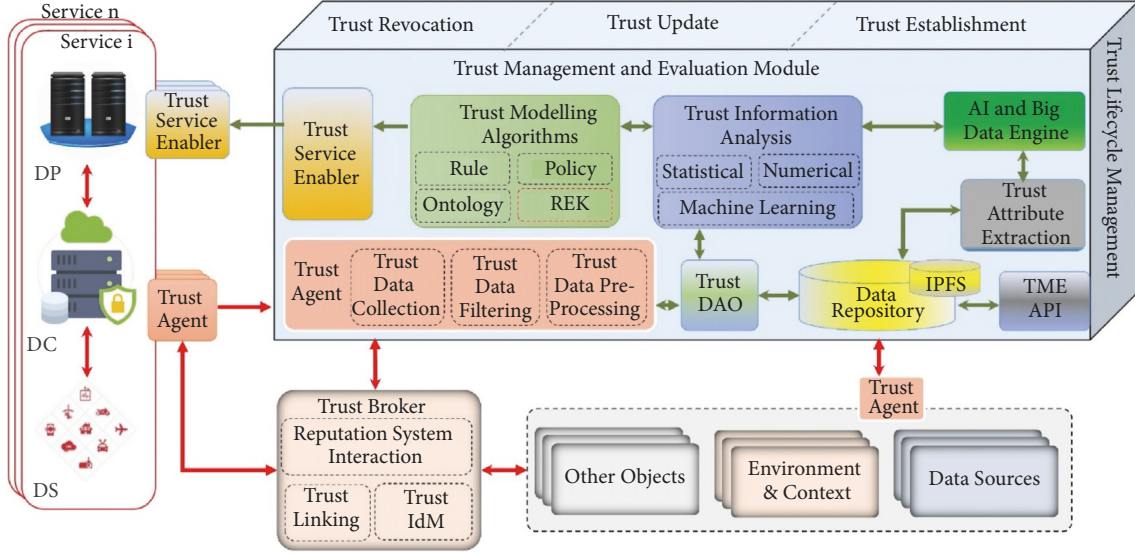 Service n
Service i
DP
DC
DS
Trust
Service
Enabler
Trust
Agent
Trust Revocation
Trust Update
Trust Establishment
Trust Lifecycle Management
Trust Management and Evaluation Module
Trust
Service
Enabler
Trust Modelling
Algorithms
Rule
Policy
Ontology
REK
Trust Information
Analysis
Statistical
Numerical
Machine Learning
AI and Big
Data Engine
Trust
Attribute
Extraction
Trust
Agent
Trust
Data
Collection
Trust
Data
Filtering
Trust
Data Pre-
Processing
Trust
DAO
IPFS
Data
Repository
TME
API
Trust Broker
Reputation System
Interaction
Trust
Linking
Trust
IdM
Trust
Agent
Other Objects
Environment
& Context
Data Sources